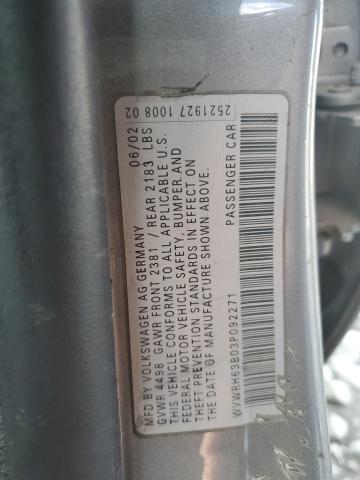 2521927 1008 02
06/02
MFD BY VOLKSWAGEN AG GERMANY
GVWR 4498 GAWR FRONT 2381 / REAR 2183 LBS
THIS VEHICLE CONFORMS TO ALL APPLICABLE U.S.
FEDERAL MOTOR VEHICLE SAFETY, BUMPER AND
THEFT PREVENTION STANDARDS IN EFFECT ON
THE DATE OF MANUFACTURE SHOWN ABOVE.
WVWRH63B03P092271 PASSENGER CAR